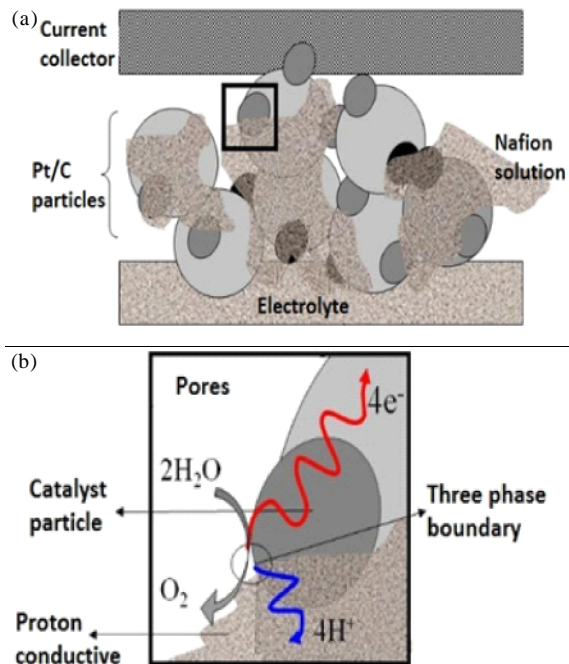 (a)
Current
collector
Pt/C
particles
Nafion
solution
Electrolyte
(b)
Pores
4e⁻
2H₂O
Catalyst
particle
Three phase
boundary
O₂
Proton
conductive
4H⁺